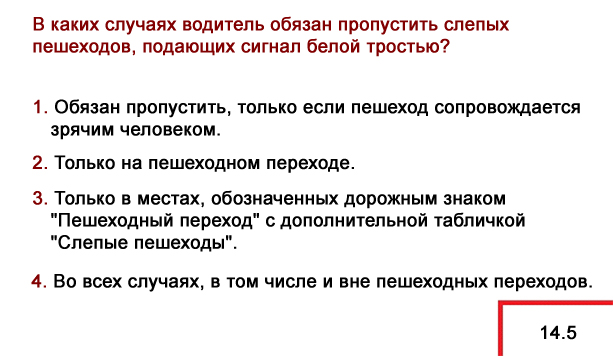 В каких случаях водитель обязан пропустить слепых
пешеходов, подающих сигнал белой тростью?
1. Обязан пропустить, только если пешеход сопровождается
зрячим человеком.
2. Только на пешеходном переходе.
3. Только в местах, обозначенных дорожным знаком
"Пешеходный переход" с дополнительной табличкой
"Слепые пешеходы".
4. Во всех случаях, в том числе и вне пешеходных переходов.
14.5